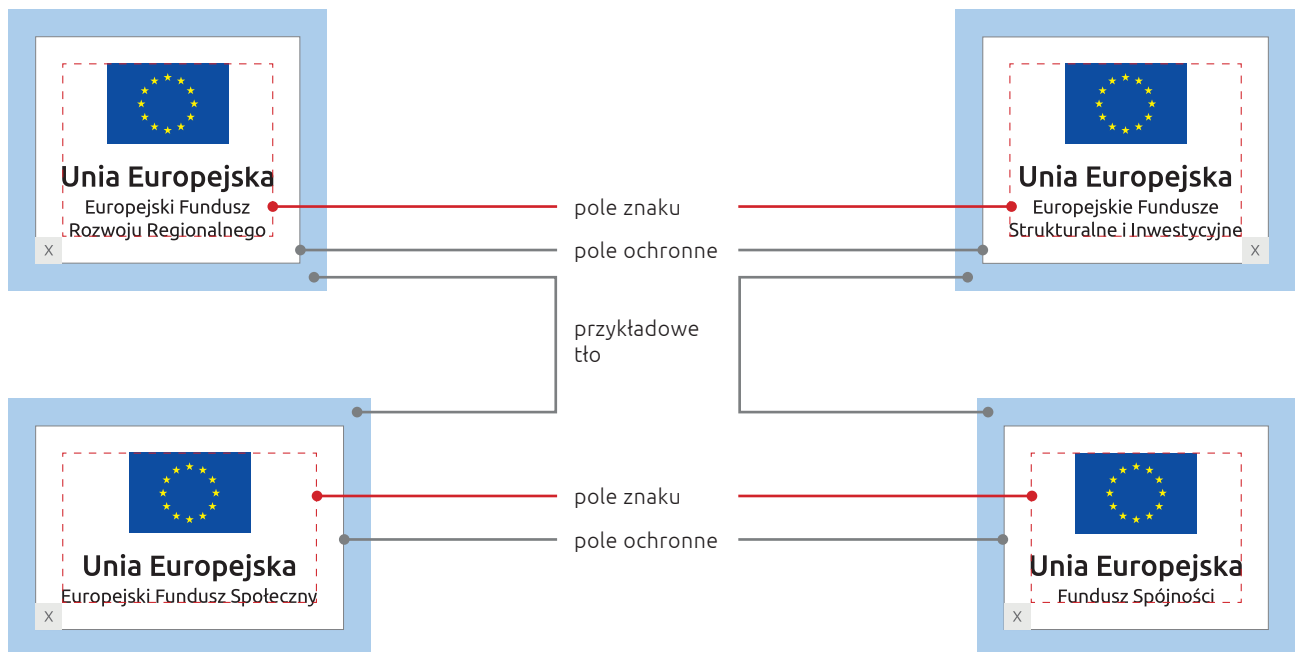 Unia Europejska
Europejski Fundusz
Rozwoju Regionalnego
X
pole znaku
pole ochronne
przykładowe
tło
Unia Europejska
Europejskie Fundusze
Strukturalne i Inwestycyjne
X
Unia Europejska
Europejski Fundusz Społeczny
X
pole znaku
pole ochronne
Unia Europejska
Fundusz Spójności
X